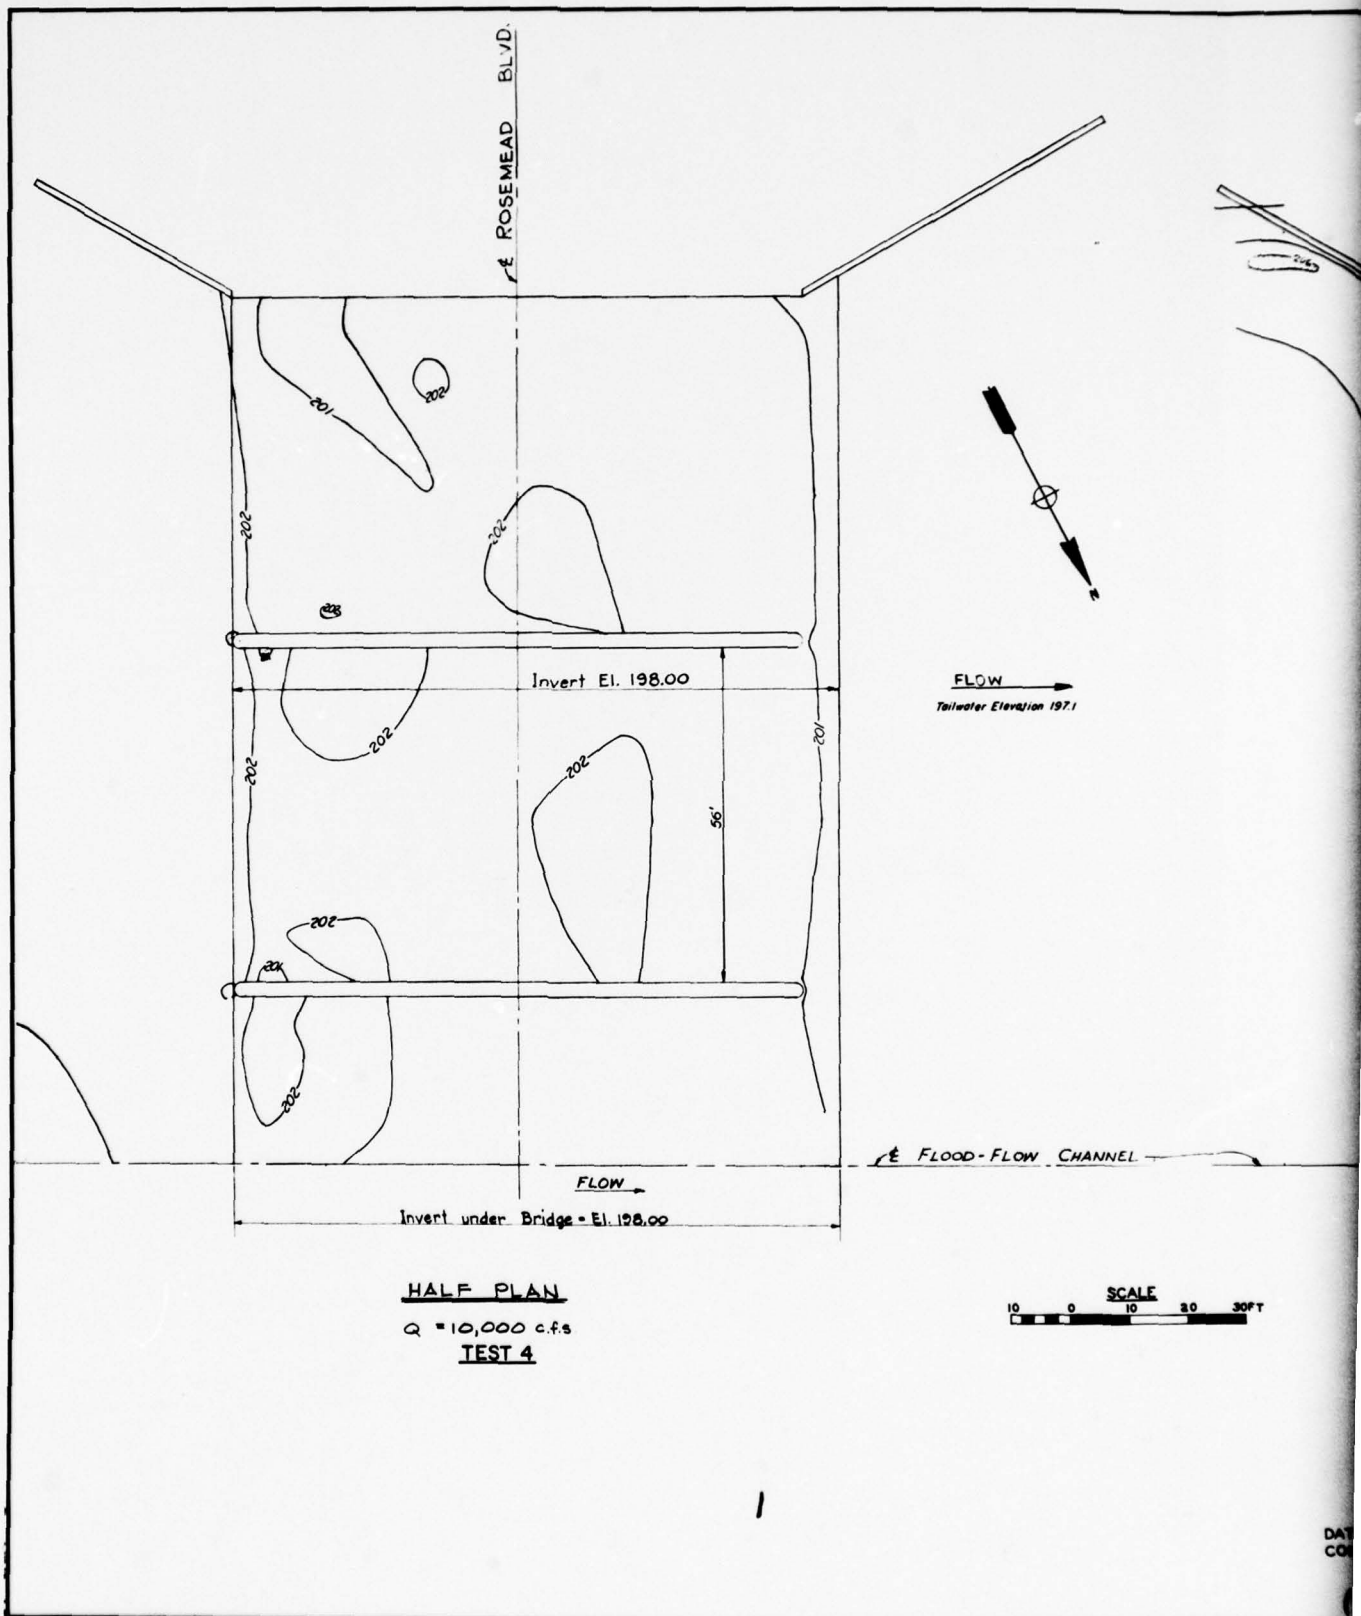 ℄ ROSEMEAD BLVD.
206
202
201
202
202
203
Invert El. 198.00
FLOW
Tailwater Elevation 197.1
202
201
202
202
56'
202
201
202
℄ FLOOD-FLOW CHANNEL
FLOW
Invert under Bridge = El. 198.00
HALF PLAN
Q = 10,000 c.f.s
TEST 4
SCALE
10 0 10 20 30FT
N
1